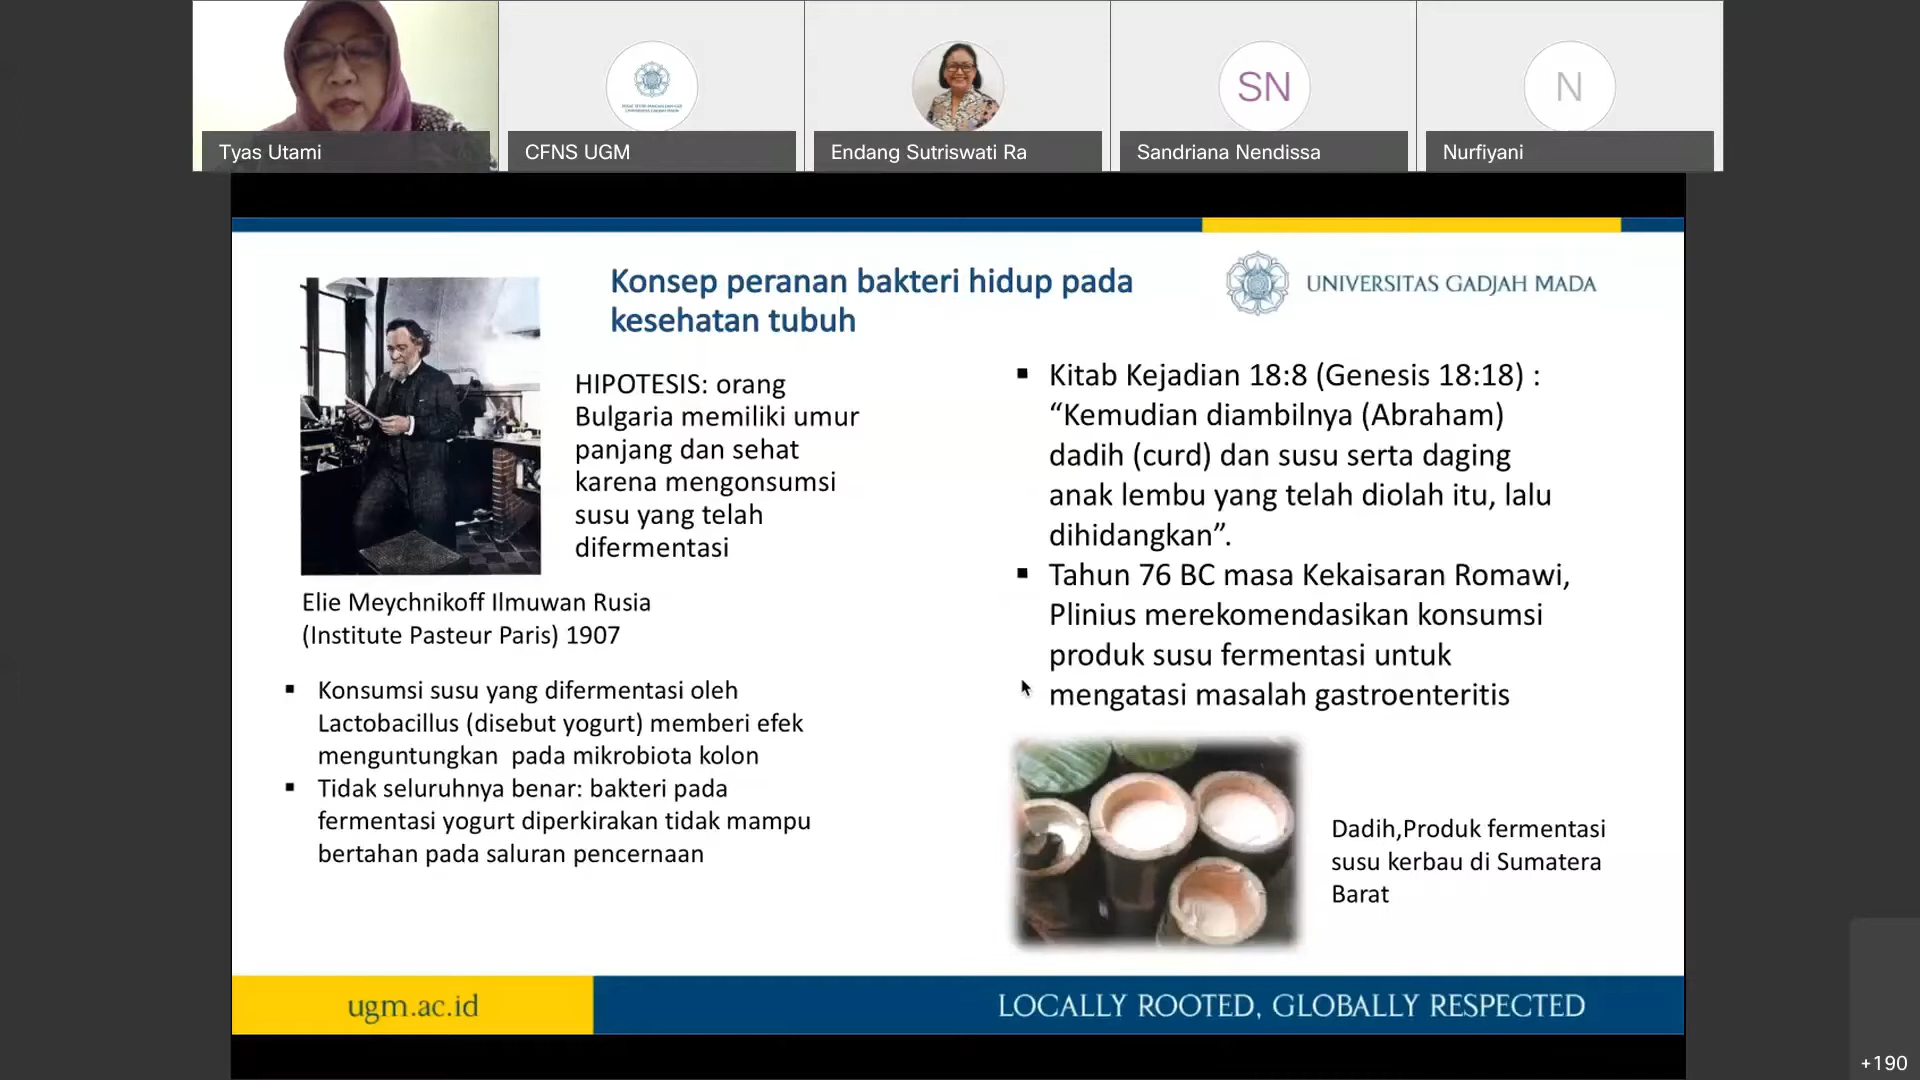 Tyas Utami
CFNS UGM
Endang Sutriswati Ra
SN
Sandriana Nendissa
N
Nurfiyani
Konsep peranan bakteri hidup pada
kesehatan tubuh
UNIVERSITAS GADJAH MADA
HIPOTESIS: orang
Bulgaria memiliki umur
panjang dan sehat
karena mengonsumsi
susu yang telah
difermentasi
Elie Meychnikoff Ilmuwan Rusia
(Institute Pasteur Paris) 1907
▪ Konsumsi susu yang difermentasi oleh
Lactobacillus (disebut yogurt) memberi efek
menguntungkan pada mikrobiota kolon
▪ Tidak seluruhnya benar: bakteri pada
fermentasi yogurt diperkirakan tidak mampu
bertahan pada saluran pencernaan
▪ Kitab Kejadian 18:8 (Genesis 18:18) :
“Kemudian diambilnya (Abraham)
dadih (curd) dan susu serta daging
anak lembu yang telah diolah itu, lalu
dihidangkan”.
▪ Tahun 76 BC masa Kekaisaran Romawi,
Plinius merekomendasikan konsumsi
produk susu fermentasi untuk
mengatasi masalah gastroenteritis
Dadih,Produk fermentasi
susu kerbau di Sumatera
Barat
ugm.ac.id
LOCALLY ROOTED, GLOBALLY RESPECTED
+190